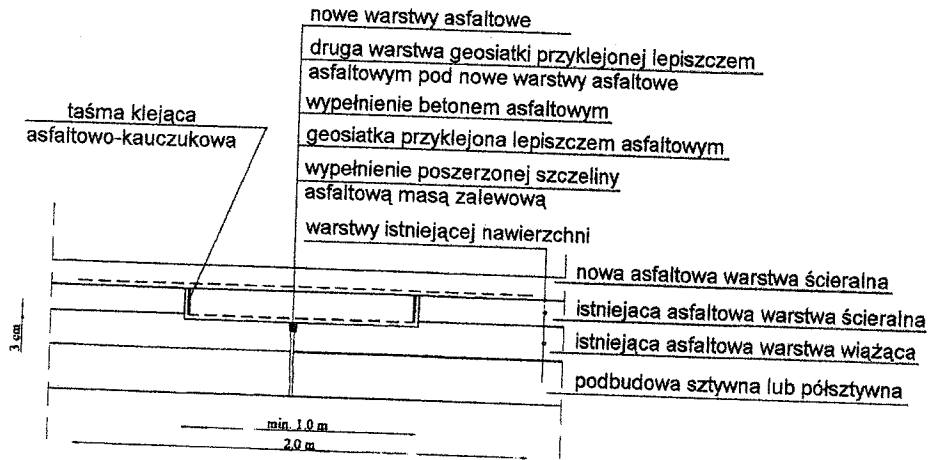 nowe warstwy asfaltowe
druga warstwa geosiatki przyklejonej lepiszczem
asfaltowym pod nowe warstwy asfaltowe
wypełnienie betonem asfaltowym
geosiatka przyklejona lepiszczem asfaltowym
wypełnienie poszerzonej szczeliny
asfaltową masą zalewową
warstwy istniejącej nawierzchni
taśma klejąca
asfaltowo-kauczukowa
nowa asfaltowa warstwa ścieralna
istniejaca asfaltowa warstwa ścieralna
istniejąca asfaltowa warstwa wiążąca
podbudowa sztywna lub półsztywna
3 cm
min. 1.0 m
2.0 m